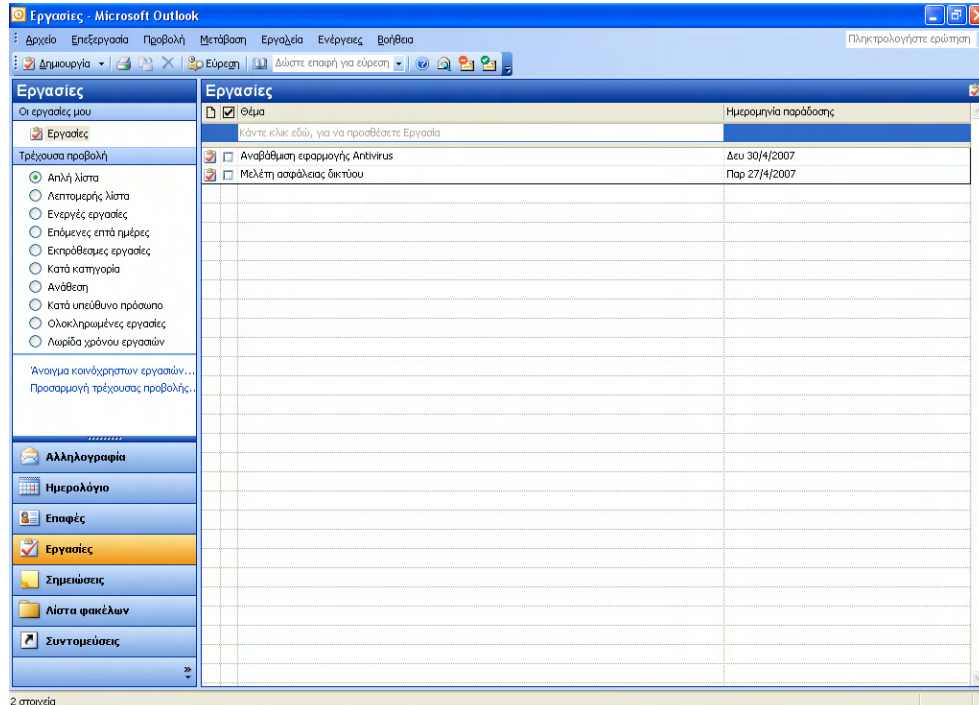 Εργασίες - Microsoft Outlook
Αρχείο Επεξεργασία Προβολή Μετάβαση Εργαλεία Ενέργειες Βοήθεια Πληκτρολογήστε ερώτηση
Δημιουργία Εύρεση Δώστε επαφή για εύρεση
Εργασίες
Οι εργασίες μου
Εργασίες
Τρέχουσα προβολή
Απλή λίστα
Λεπτομερής λίστα
Ενεργές εργασίες
Επόμενες επτά ημέρες
Εκπρόθεσμες εργασίες
Κατά κατηγορία
Ανάθεση
Κατά υπεύθυνο πρόσωπο
Ολοκληρωμένες εργασίες
Λωρίδα χρόνου εργασιών
Άνοιγμα κοινόχρηστων εργασιών...
Προσαρμογή τρέχουσας προβολής..
Αλληλογραφία
Ημερολόγιο
Επαφές
Εργασίες
Σημειώσεις
Λίστα φακέλων
Συντομεύσεις
Εργασίες
Θέμα Ημερομηνία παράδοσης
Κάντε κλικ εδώ, για να προσθέσετε Εργασία
Αναβάθμιση εφαρμογής Antivirus Δευ 30/4/2007
Μελέτη ασφάλειας δικτύου Παρ 27/4/2007
2 στοιχεία